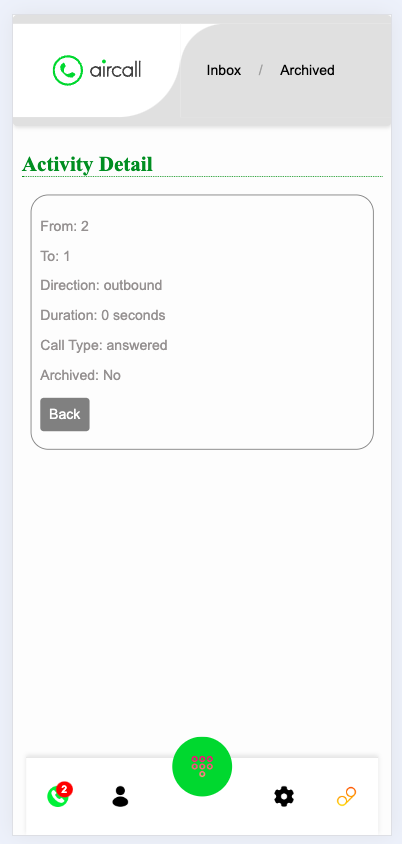 aircall
Inbox / Archived
Activity Detail
From: 2
To: 1
Direction: outbound
Duration: 0 seconds
Call Type: answered
Archived: No
Back
2